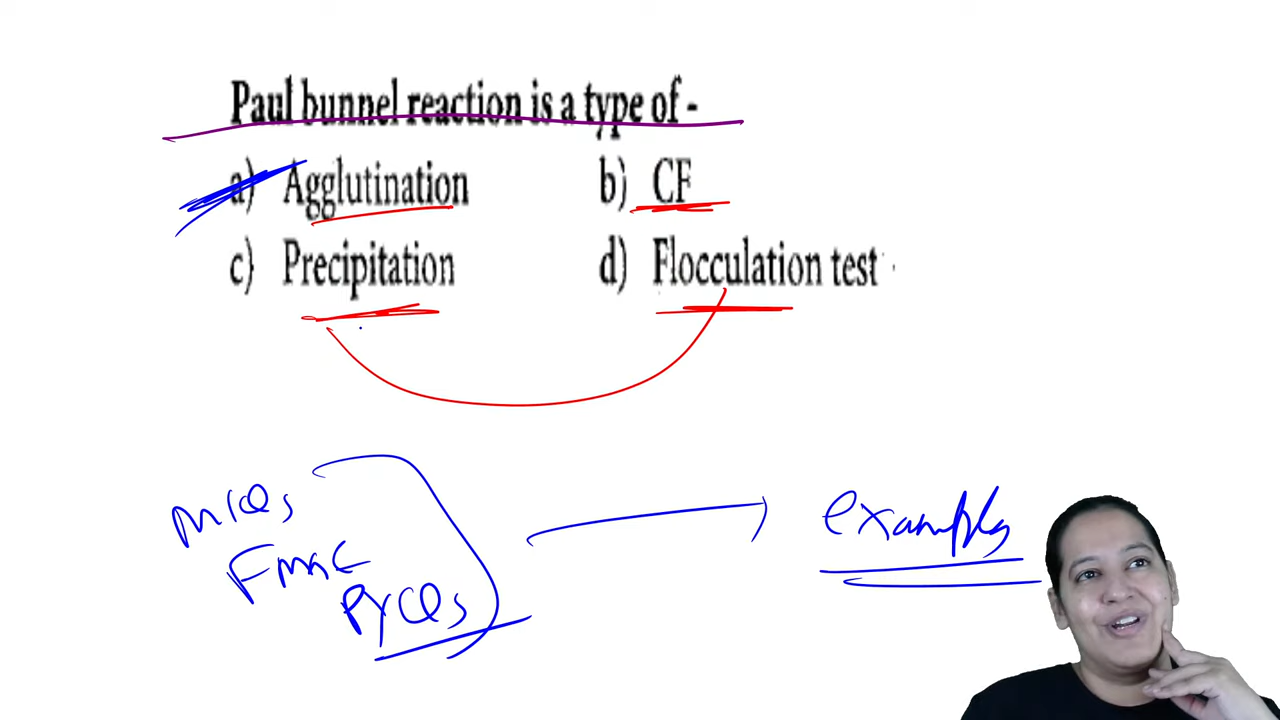 Paul bunnel reaction is a type of -
a) Agglutination b) CF
c) Precipitation d) Flocculation test
MCQs
FMGE
PYQs
examples